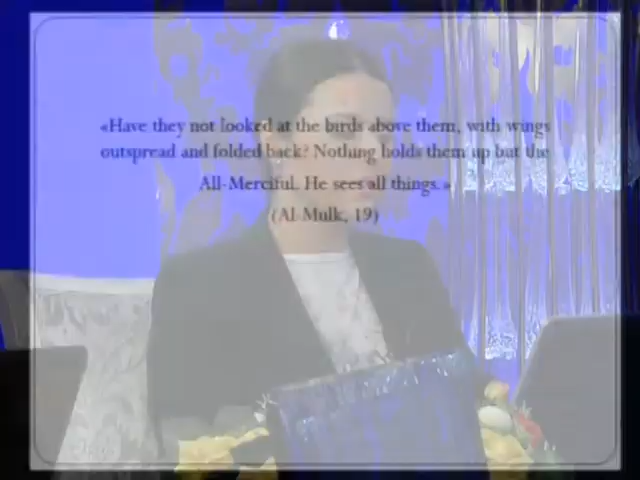 «Have they not looked at the birds above them, with wings
outspread and folded back? Nothing holds them up but the
All-Merciful. He sees all things.»
(Al-Mulk, 19)